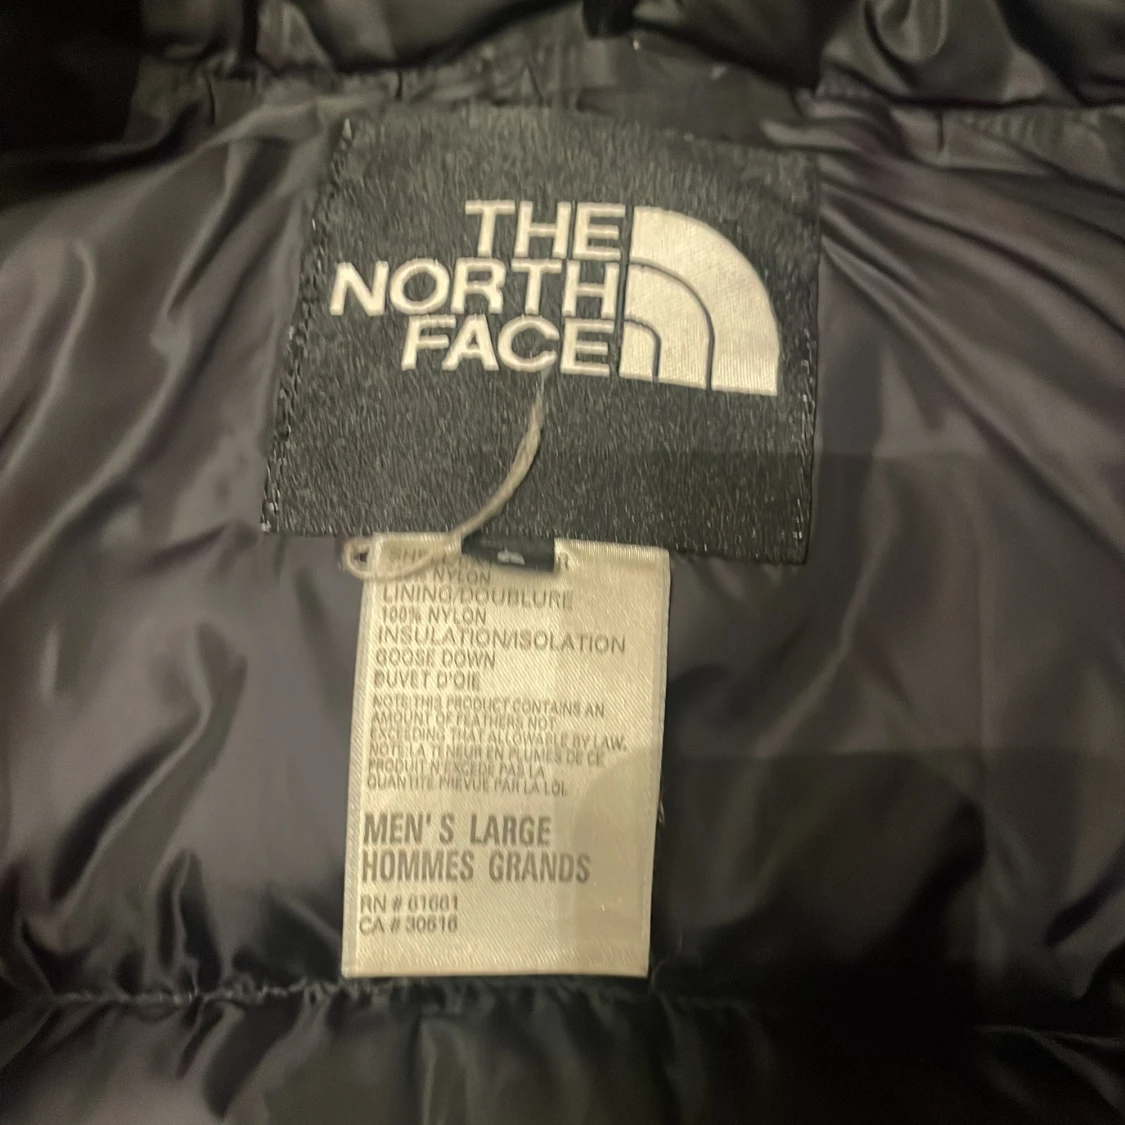 THE
NORTH
FACE
NYLON
LINING/DOUBLURE
100% NYLON
INSULATION/ISOLATION
GOOSE DOWN
DUVET D'OIE
NOTE:THIS PRODUCT CONTAINS AN
AMOUNT OF FEATHERS NOT
EXCEEDING THAT ALLOWABLE BY LAW.
NOTE:LA TENEUR EN PLUMES DE CE
PRODUIT N'EXCEDE PAS LA
QUANTITE PREVUE PAR LA LOI.
MEN'S LARGE
HOMMES GRANDS
RN # 61661
CA # 30516